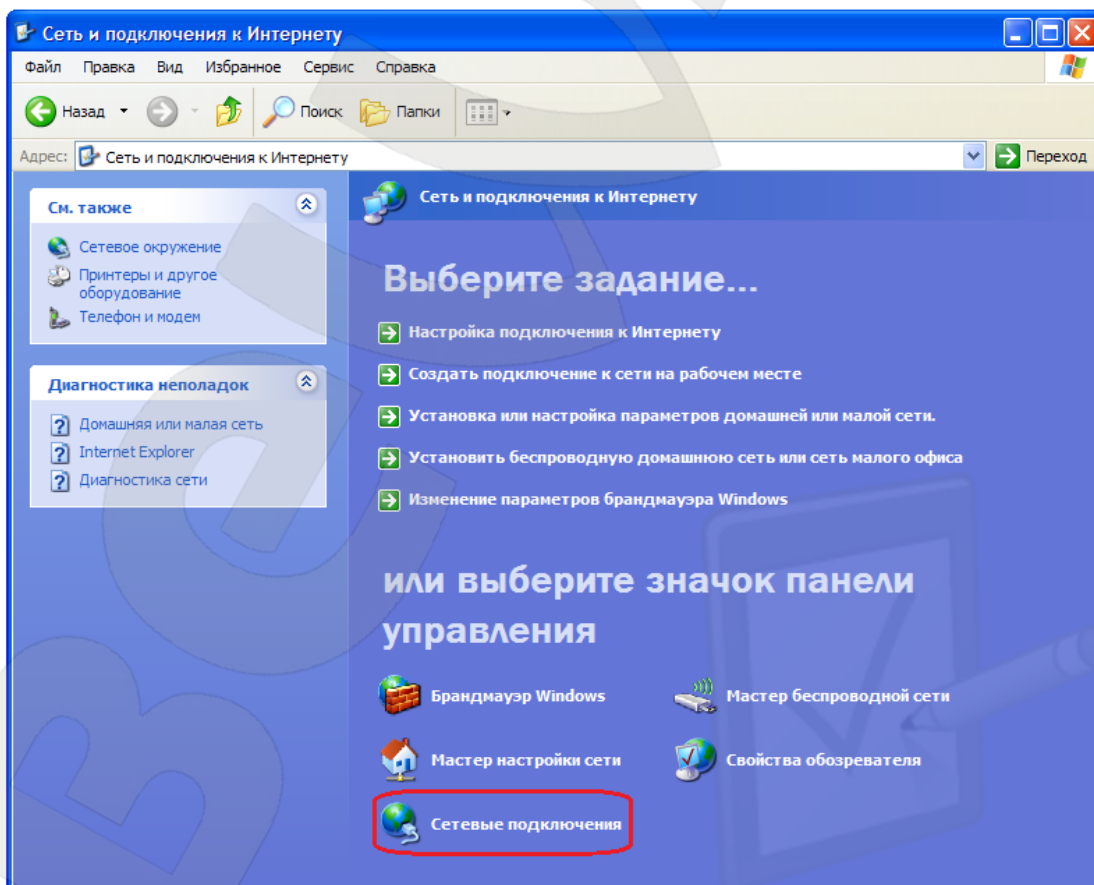 Сеть и подключения к Интернету
Файл Правка Вид Избранное Сервис Справка
Назад Поиск Папки
Адрес: Сеть и подключения к Интернету Переход
См. также
Сетевое окружение
Принтеры и другое
оборудование
Телефон и модем
Диагностика неполадок
Домашняя или малая сеть
Internet Explorer
Диагностика сети
Сеть и подключения к Интернету
Выберите задание...
Настройка подключения к Интернету
Создать подключение к сети на рабочем месте
Установка или настройка параметров домашней или малой сети.
Установить беспроводную домашнюю сеть или сеть малого офиса
Изменение параметров брандмауэра Windows
или выберите значок панели
управления
Брандмауэр Windows Мастер беспроводной сети
Мастер настройки сети Свойства обозревателя
Сетевые подключения